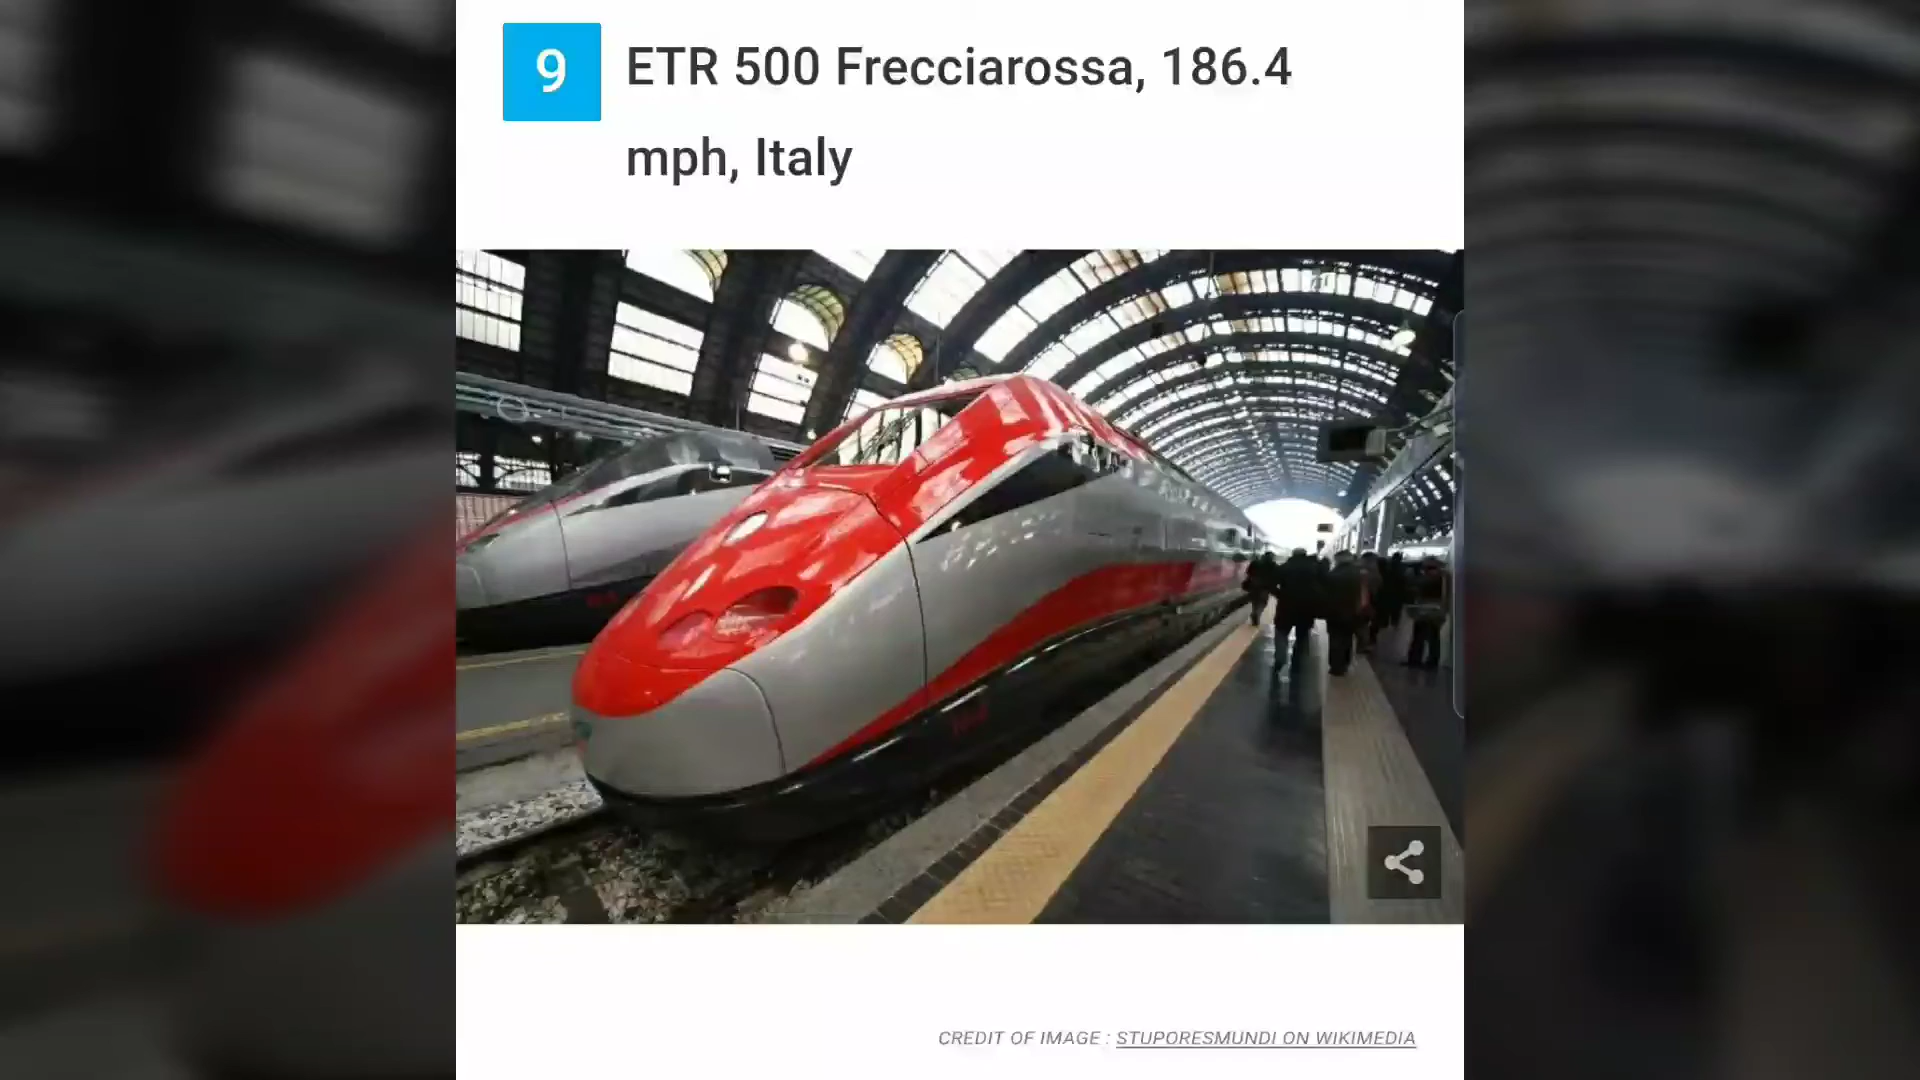 9
ETR 500 Frecciarossa, 186.4
mph, Italy
CREDIT OF IMAGE : STUPORESMUNDI ON WIKIMEDIA